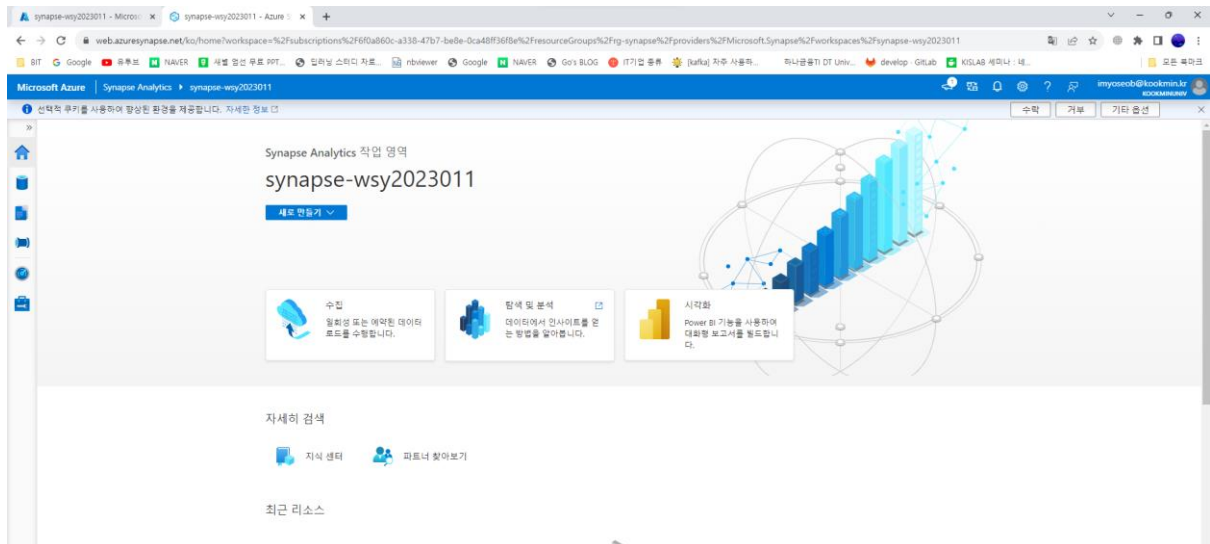 synapse-wsy2023011 - Microso
synapse-wsy2023011 - Azure S
web.azuresynapse.net/ko/home?workspace=%2Fsubscriptions%2F6f0a860c-a338-47b7-be8e-0ca48ff36f8e%2FresourceGroups%2Frg-synapse%2Fproviders%2FMicrosoft.Synapse%2Fworkspaces%2Fsynapse-wsy2023011
BIT Google 유튜브 NAVER 새별 엄선 무료 PPT... 딥러닝 스터디 자료... nbviewer Google NAVER Go's BLOG IT기업 종류 [kafka] 자주 사용하... 하나금융TI DT Univ... develop · GitLab KISLAB 세미나 : 네... 모든 북마크
Microsoft Azure Synapse Analytics synapse-wsy2023011
1
imyoseob@kookmin.kr
KOOKMINUNIV
선택적 쿠키를 사용하여 향상된 환경을 제공합니다. 자세한 정보
수락 거부 기타 옵션
Synapse Analytics 작업 영역
synapse-wsy2023011
새로 만들기
수집
일회성 또는 예약된 데이터
로드를 수행합니다.
탐색 및 분석
데이터에서 인사이트를 얻
는 방법을 알아봅니다.
시각화
Power BI 기능을 사용하여
대화형 보고서를 빌드합니
다.
자세히 검색
지식 센터
파트너 찾아보기
최근 리소스